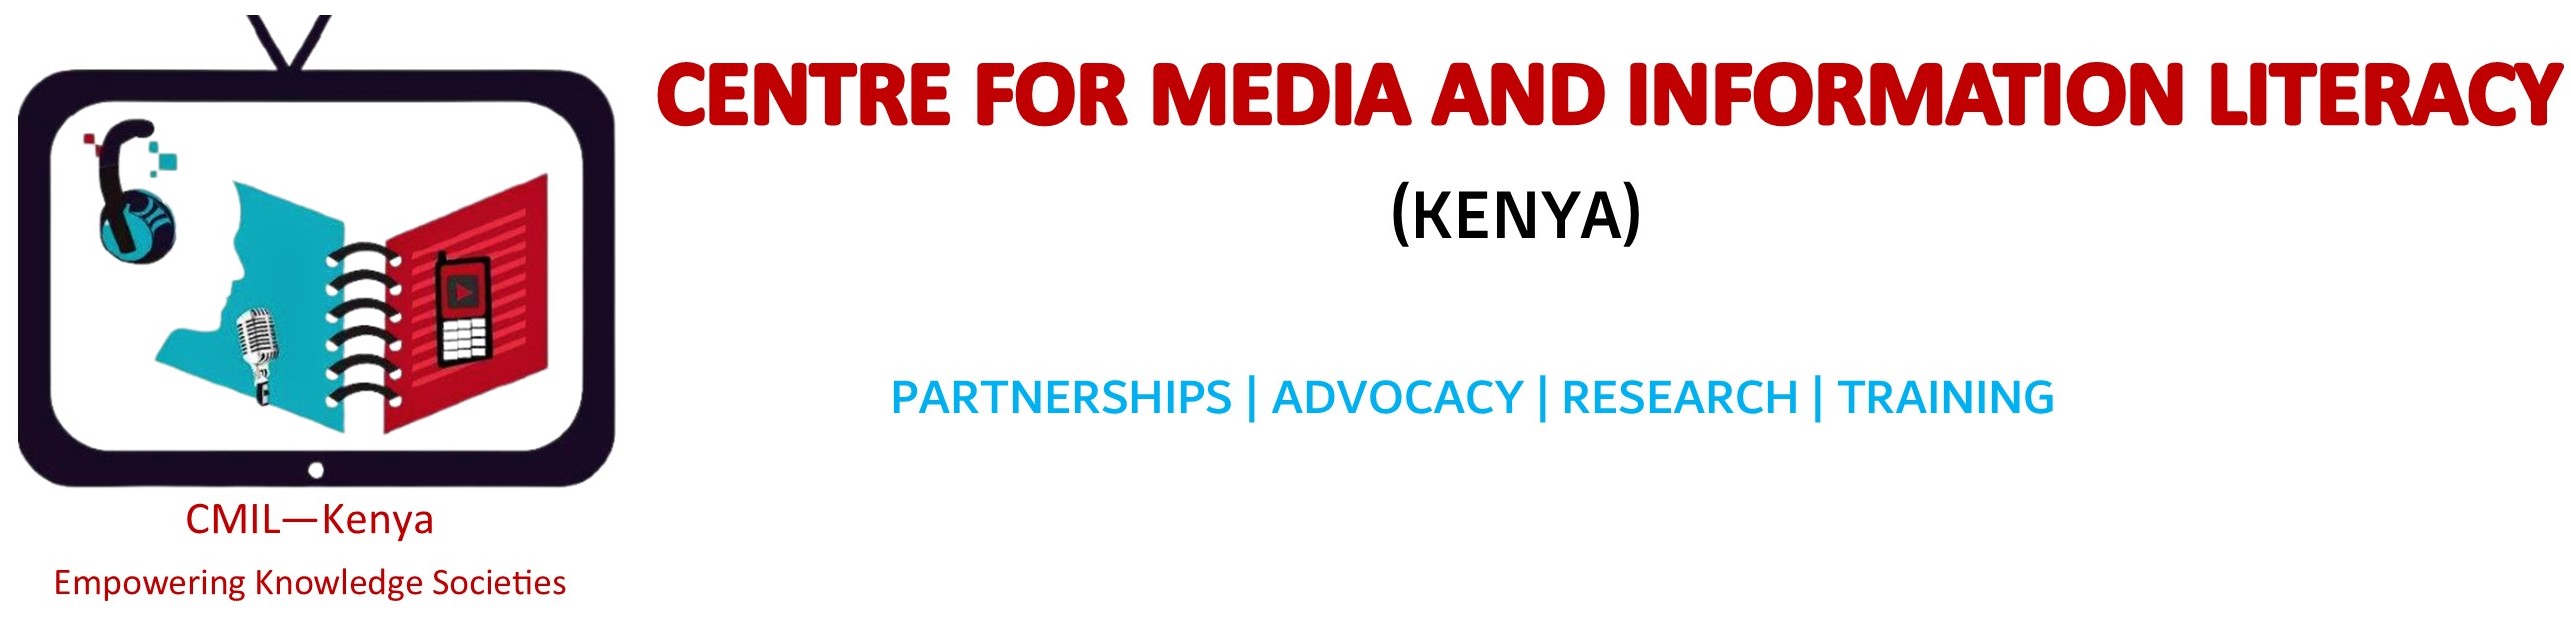 CENTRE FOR MEDIA AND INFORMATION LITERACY
(KENYA)
PARTNERSHIPS | ADVOCACY | RESEARCH | TRAINING
CMIL—Kenya
Empowering Knowledge Societies